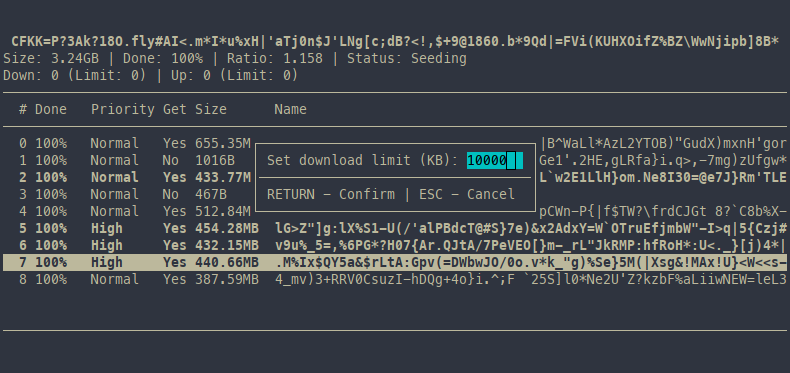 CFKK=P?3Ak?18O.fly#AI<.m*I*u%xH|'aTj0n$J'LNg[c;dB?<!,$+9@1860.b*9Qd|=FVi(KUHXOifZ%BZ\WwNjipb]8B*
Size: 3.24GB | Done: 100% | Ratio: 1.158 | Status: Seeding
Down: 0 (Limit: 0) | Up: 0 (Limit: 0)
# Done Priority Get Size Name
0 100% Normal Yes 655.35M |B^WaLl*AzL2YTOB)"GudX)mxnH'gor
1 100% Normal No 1016B Set download limit (KB): 10000 Ge1'.2HE,gLRfa}i.q>,-7mg)zUfgw*
2 100% Normal Yes 433.77M L`w2E1LlH}om.Ne8I30=@e7J}Rm'TLE
3 100% Normal No 467B RETURN - Confirm | ESC - Cancel
4 100% Normal Yes 512.84M pCWn-P{|f$TW?\frdCJGt 8?`C8b%X-
5 100% High Yes 454.28MB lG>Z"]g:lX%S1-U(/'alPBdcT@#S}7e)&x2AdxY=W`OTruEfjmbW"-I>q|5{Czj#
6 100% High Yes 432.15MB v9u%_5=,%6PG*?H07{Ar.QJtA/7PeVEO[}m-_rL"JkRMP:hfRoH*:U<._}[j)4*|
7 100% High Yes 440.66MB .M%Ix$QY5a&$rLtA:Gpv(=DWbwJO/0o.v*k_"g)%Se}5M(|Xsg&!MAx!U}<W<<s-
8 100% Normal Yes 387.59MB 4_mv)3+RRV0CsuzI-hDQg+4o}i.^;F `25S]l0*Ne2U'Z?kzbF%aLiiwNEW=leL3